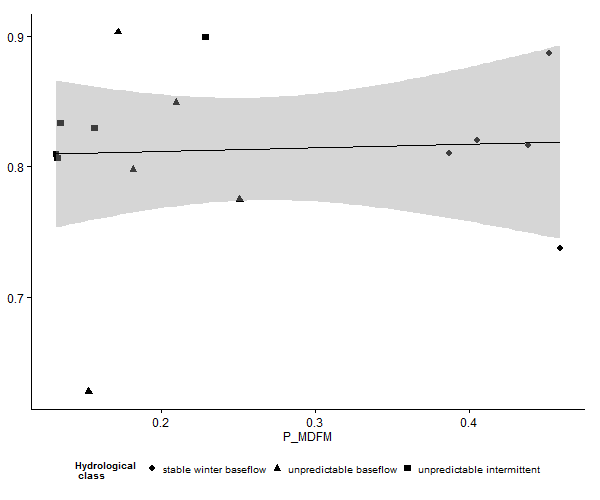 0.9
0.8
0.7
0.2
0.3
0.4
P_MDFM
Hydrological
class
stable winter baseflow
unpredictable baseflow
unpredictable intermittent